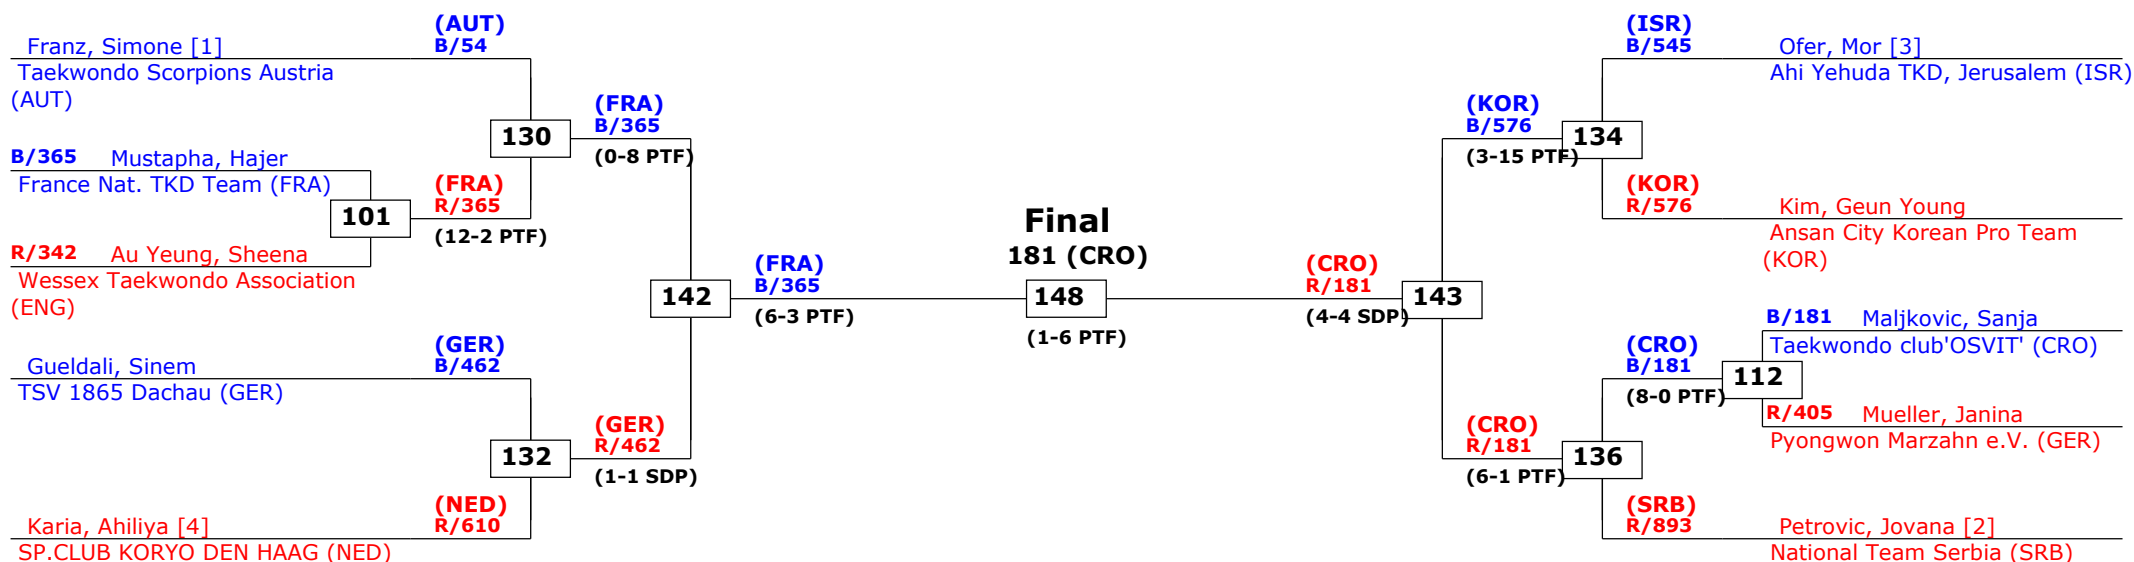 (AUT)
B/54
Franz, Simone [1]
Taekwondo Scorpions Austria
(AUT)
B/365 Mustapha, Hajer
France Nat. TKD Team (FRA)
101
R/342 Au Yeung, Sheena
Wessex Taekwondo Association
(ENG)
(FRA)
R/365
(12-2 PTF)
130
(FRA)
B/365
(0-8 PTF)
Gueldali, Sinem
TSV 1865 Dachau (GER)
(GER)
B/462
132
(GER)
R/462
(1-1 SDP)
Karia, Ahiliya [4]
SP.CLUB KORYO DEN HAAG (NED)
(NED)
R/610
142
(FRA)
B/365
(6-3 PTF)
Final
181 (CRO)
148
(1-6 PTF)
(CRO)
R/181
(4-4 SDP)
143
(KOR)
B/576
(3-15 PTF)
134
(ISR)
B/545
Ofer, Mor [3]
Ahi Yehuda TKD, Jerusalem (ISR)
(KOR)
R/576
Kim, Geun Young
Ansan City Korean Pro Team
(KOR)
(CRO)
R/181
(6-1 PTF)
136
(CRO)
B/181
(8-0 PTF)
112
B/181 Maljkovic, Sanja
Taekwondo club'OSVIT' (CRO)
R/405 Mueller, Janina
Pyongwon Marzahn e.V. (GER)
(SRB)
R/893
Petrovic, Jovana [2]
National Team Serbia (SRB)